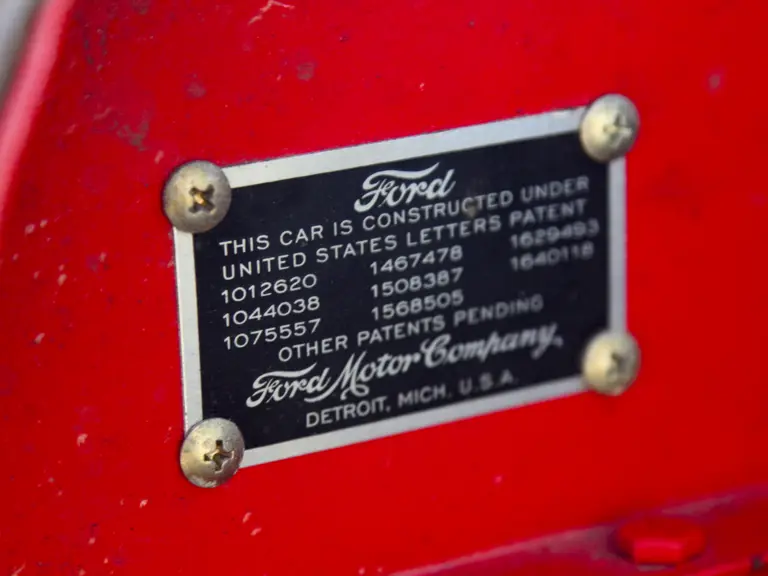 Ford
THIS CAR IS CONSTRUCTED UNDER
UNITED STATES LETTERS PATENT
1012620 1467478 1629493
1044038 1508387 1640118
1075557 1568505
OTHER PATENTS PENDING
Ford Motor Company,
DETROIT, MICH. U.S.A.